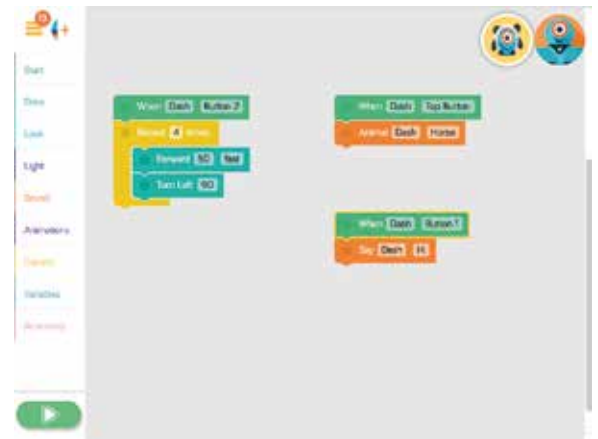 Start
Drive
Look
Light
Sound
Animations
Control
Variables
When Dash Button 2
Repeat 4 times
Forward 50 fast
Turn Left 90
When Dash Top Button
Animal Dash Horse
When Dash Button 1
Say Dash Hi